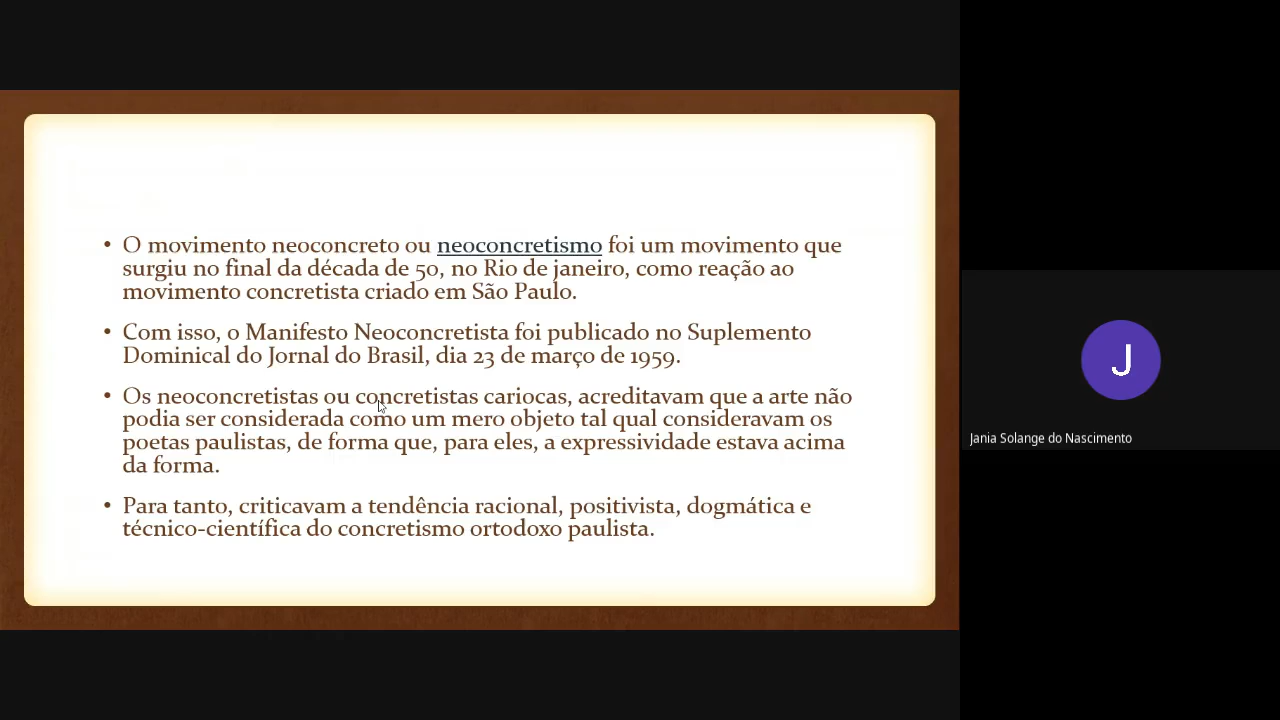 • O movimento neoconcreto ou neoconcretismo foi um movimento que
surgiu no final da década de 50, no Rio de janeiro, como reação ao
movimento concretista criado em São Paulo.
• Com isso, o Manifesto Neoconcretista foi publicado no Suplemento
Dominical do Jornal do Brasil, dia 23 de março de 1959.
• Os neoconcretistas ou concretistas cariocas, acreditavam que a arte não
podia ser considerada como um mero objeto tal qual consideravam os
poetas paulistas, de forma que, para eles, a expressividade estava acima
da forma.
• Para tanto, criticavam a tendência racional, positivista, dogmática e
técnico-científica do concretismo ortodoxo paulista.
J
Jania Solange do Nascimento